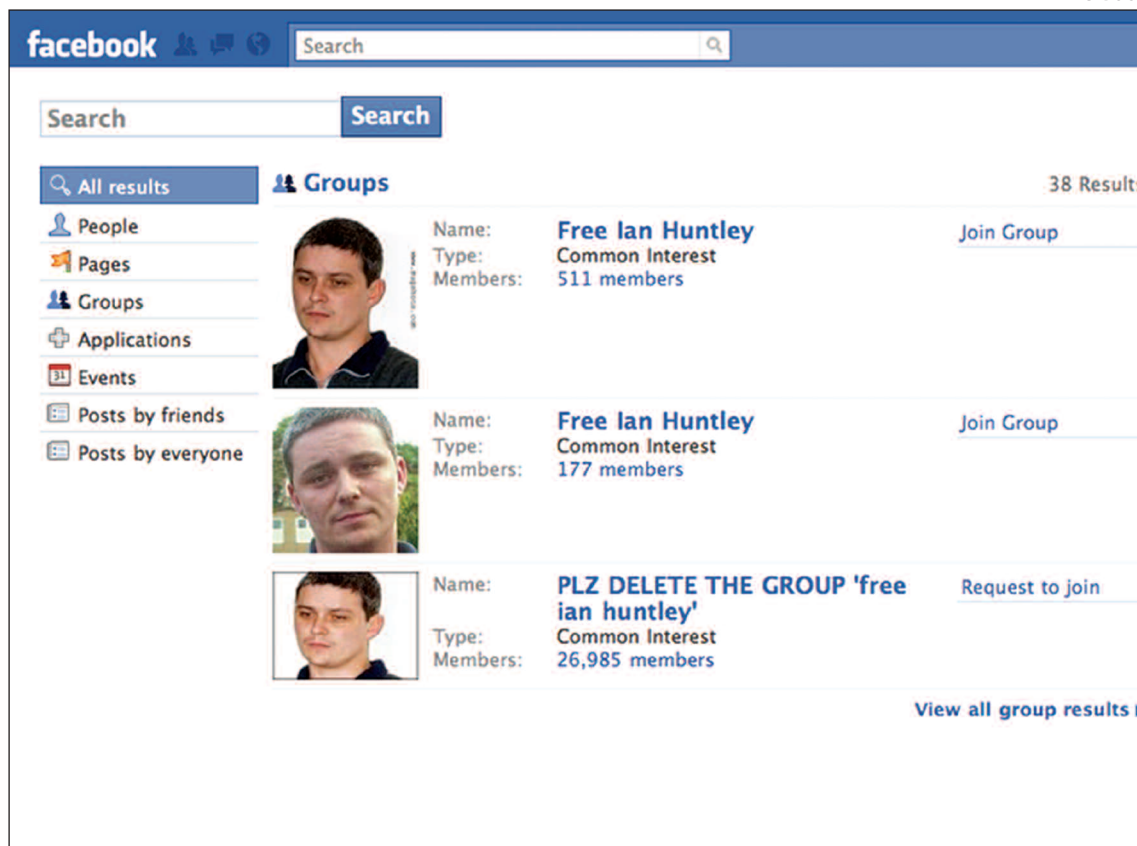 facebook
Search
Search Search
All results
People
Pages
Groups
Applications
31 Events
Posts by friends
Posts by everyone
Groups 38 Results
Name: Free Ian Huntley Join Group
Type: Common Interest
Members: 511 members
Name: Free Ian Huntley Join Group
Type: Common Interest
Members: 177 members
Name: PLZ DELETE THE GROUP 'free Request to join
ian huntley'
Type: Common Interest
Members: 26,985 members
View all group results